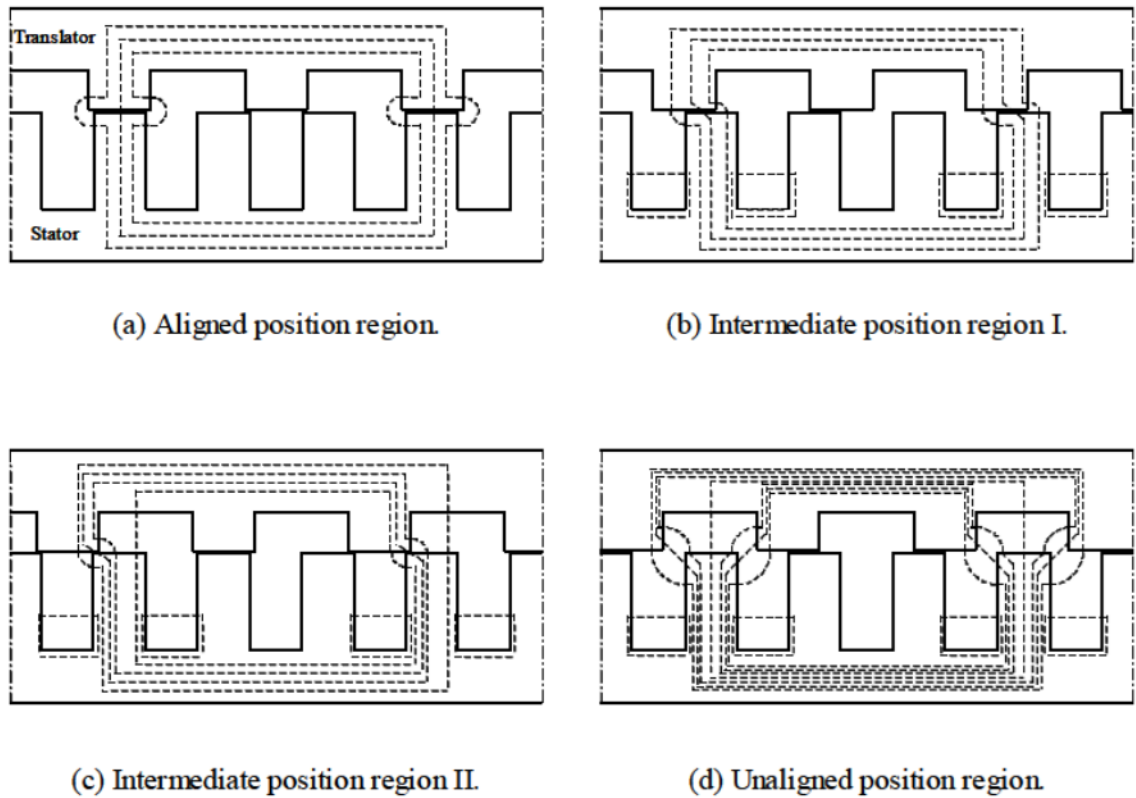 Translator
Stator
(a) Aligned position region.
(b) Intermediate position region I.
(c) Intermediate position region II.
(d) Unaligned position region.